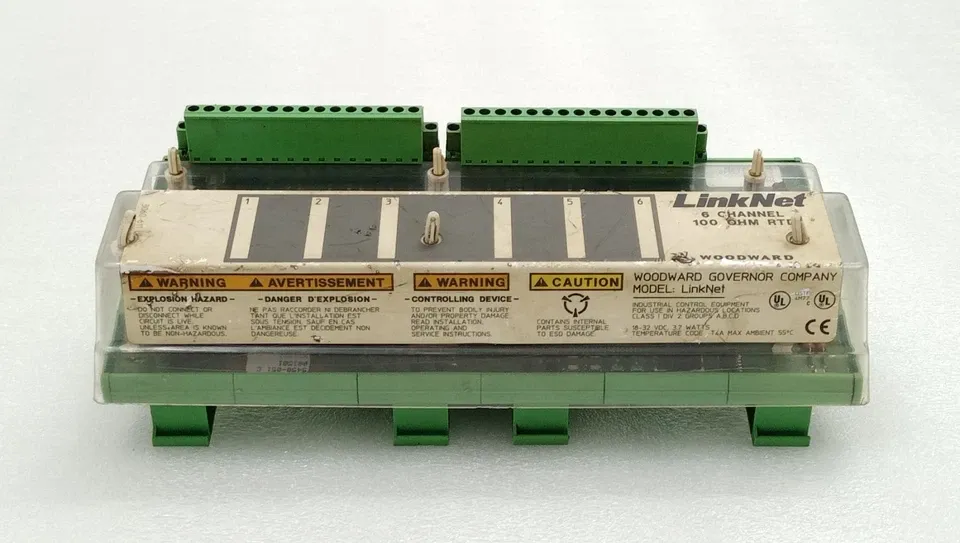 1 2 3 4 5 6
LinkNet
6 CHANNEL
100 OHM RTD
WOODWARD
WARNING
-EXPLOSION HAZARD-
DO NOT CONNECT OR
DISCONNECT WHILE
CIRCUIT IS LIVE
UNLESS AREA IS KNOWN
TO BE NON-HAZARDOUS.
AVERTISSEMENT
-DANGER D'EXPLOSION-
NE PAS RACCORDER NI DEBRANCHER
TANT QUE L'INSTALLATION EST
SOUS TENSION, SAUF EN CAS
L'AMBIANCE EST DECIDEMENT NON
DANGEREUSE.
WARNING
-CONTROLLING DEVICE-
TO PREVENT BODILY INJURY
AND/OR PROPERTY DAMAGE
READ INSTALLATION,
OPERATING AND
SERVICE INSTRUCTIONS.
CAUTION
CONTAINS INTERNAL
PARTS SUSCEPTIBLE
TO ESD DAMAGE.
WOODWARD GOVERNOR COMPANY
MODEL: LinkNet
INDUSTRIAL CONTROL EQUIPMENT
FOR USE IN HAZARDOUS LOCATIONS
CLASS I DIV 2 GROUPS A,B,C,D
18-32 VDC, 3.7 WATTS
TEMPERATURE CODE -T4A MAX AMBIENT 55°C
UL
UL
CE
5450-051 C